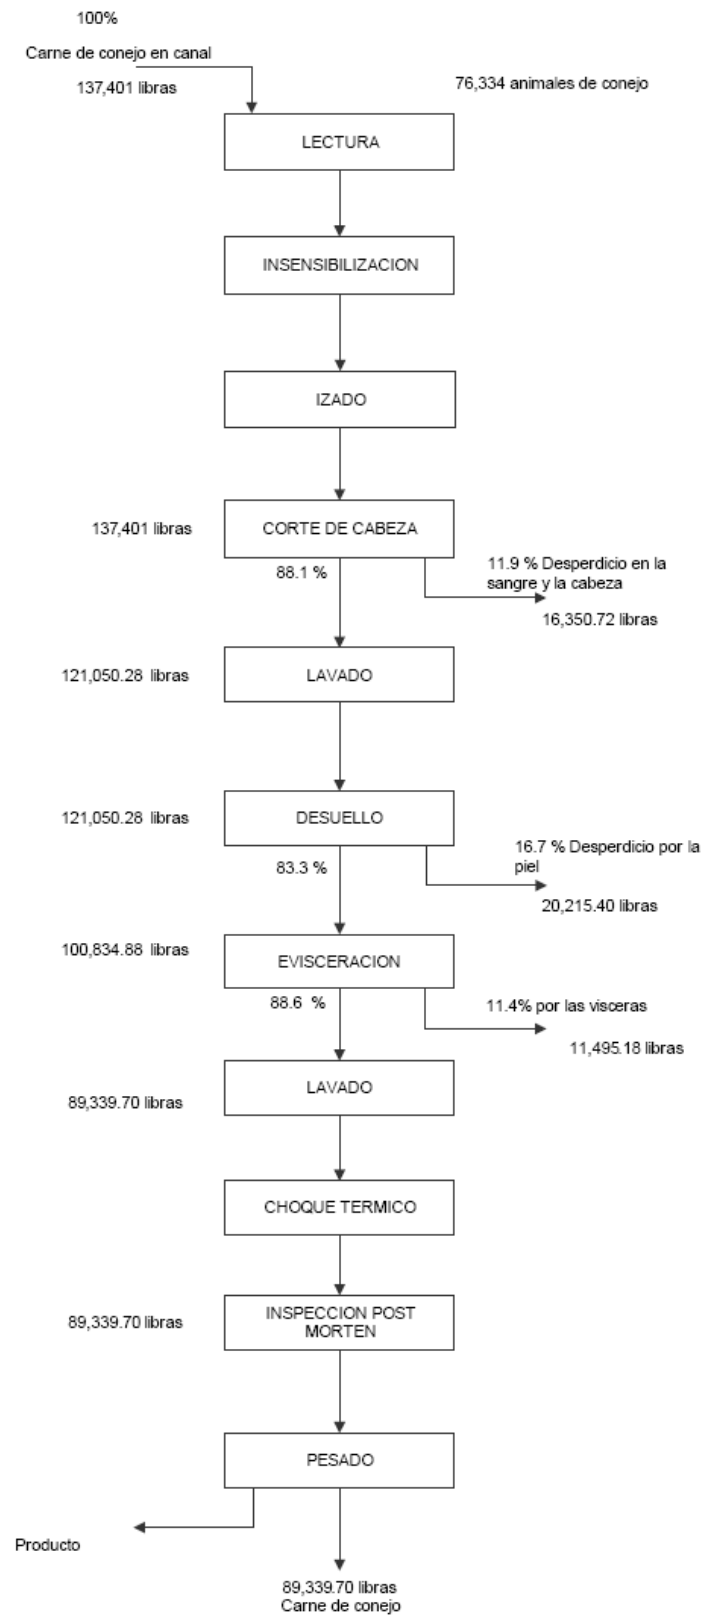 100%
Carne de conejo en canal
137,401 libras
76,334 animales de conejo
LECTURA
INSENSIBILIZACION
IZADO
137,401 libras
CORTE DE CABEZA
88.1 %
11.9 % Desperdicio en la
sangre y la cabeza
16,350.72 libras
121,050.28 libras
LAVADO
121,050.28 libras
DESUELLO
83.3 %
16.7 % Desperdicio por la
piel
20,215.40 libras
100,834.88 libras
EVISCERACION
88.6 %
11.4% por las visceras
11,495.18 libras
89,339.70 libras
LAVADO
CHOQUE TERMICO
89,339.70 libras
INSPECCION POST
MORTEN
PESADO
Producto
89,339.70 libras
Carne de conejo